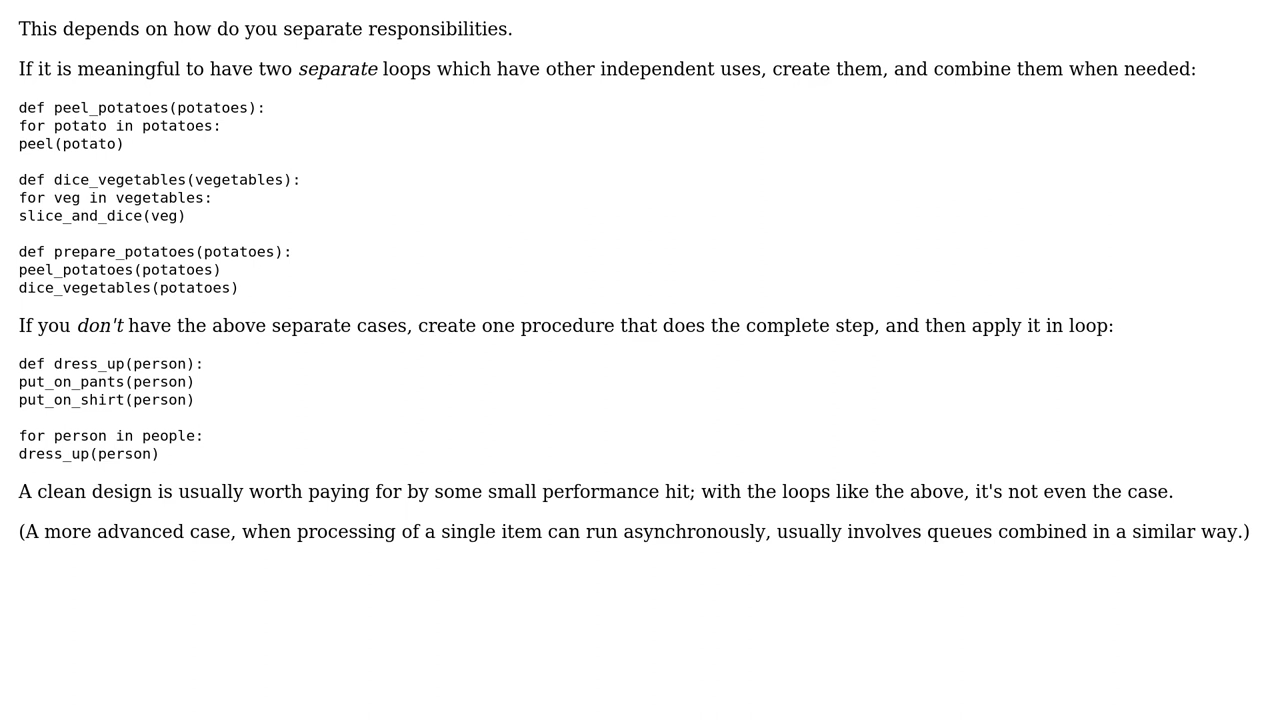 This depends on how do you separate responsibilities.
If it is meaningful to have two separate loops which have other independent uses, create them, and combine them when needed:
def peel_potatoes(potatoes):
for potato in potatoes:
peel(potato)
def dice_vegetables(vegetables):
for veg in vegetables:
slice_and_dice(veg)
def prepare_potatoes(potatoes):
peel_potatoes(potatoes)
dice_vegetables(potatoes)
If you don't have the above separate cases, create one procedure that does the complete step, and then apply it in loop:
def dress_up(person):
put_on_pants(person)
put_on_shirt(person)
for person in people:
dress_up(person)
A clean design is usually worth paying for by some small performance hit; with the loops like the above, it's not even the case.
(A more advanced case, when processing of a single item can run asynchronously, usually involves queues combined in a similar way.)